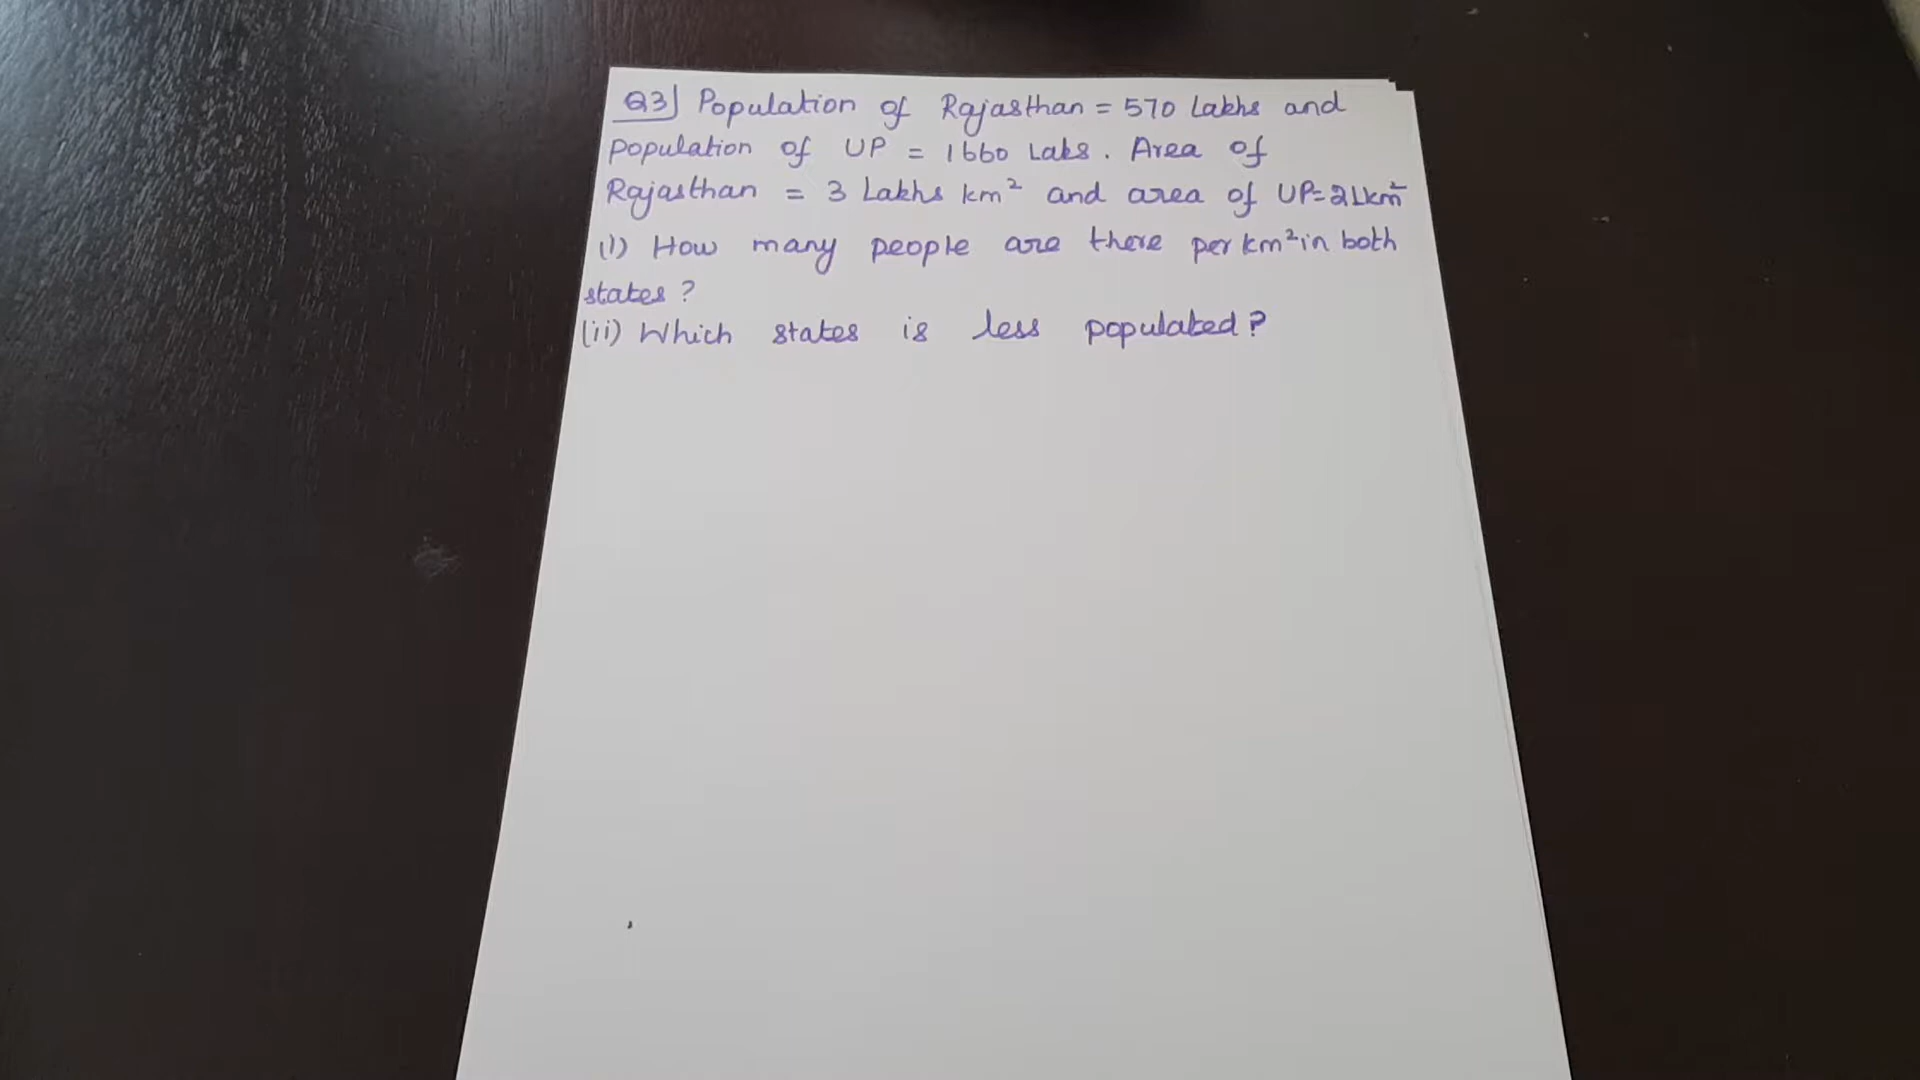 Q3) Population of Rajasthan = 570 Lakhs and
population of UP = 1660 Laks. Area of
Rajasthan = 3 Lakhs km² and area of UP=2Lkm²
(i) How many people are there per km² in both
states?
(ii) Which states is less populated?